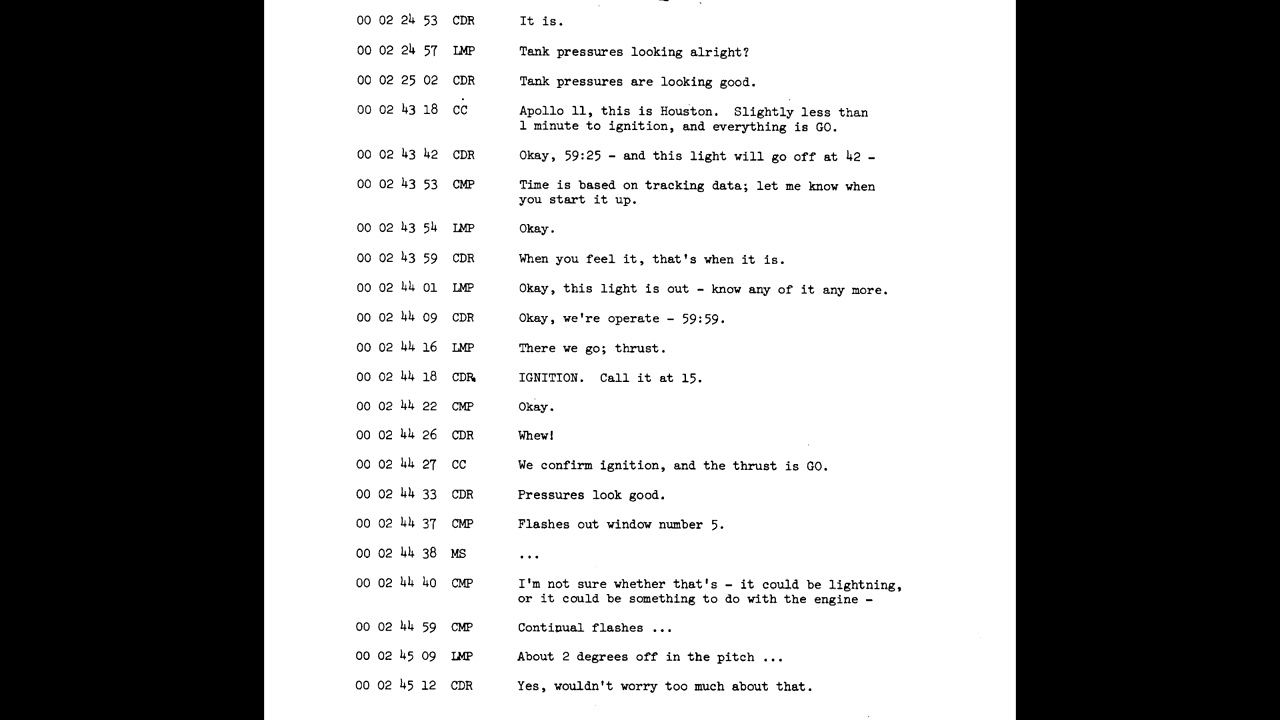 00 02 24 53 CDR It is.
00 02 24 57 LMP Tank pressures looking alright?
00 02 25 02 CDR Tank pressures are looking good.
00 02 43 18 CC Apollo 11, this is Houston. Slightly less than
1 minute to ignition, and everything is GO.
00 02 43 42 CDR Okay, 59:25 - and this light will go off at 42 -
00 02 43 53 CMP Time is based on tracking data; let me know when
you start it up.
00 02 43 54 LMP Okay.
00 02 43 59 CDR When you feel it, that's when it is.
00 02 44 01 LMP Okay, this light is out - know any of it any more.
00 02 44 09 CDR Okay, we're operate - 59:59.
00 02 44 16 LMP There we go; thrust.
00 02 44 18 CDR IGNITION. Call it at 15.
00 02 44 22 CMP Okay.
00 02 44 26 CDR Whew!
00 02 44 27 CC We confirm ignition, and the thrust is GO.
00 02 44 33 CDR Pressures look good.
00 02 44 37 CMP Flashes out window number 5.
00 02 44 38 MS ...
00 02 44 40 CMP I'm not sure whether that's - it could be lightning,
or it could be something to do with the engine -
00 02 44 59 CMP Continual flashes ...
00 02 45 09 LMP About 2 degrees off in the pitch ...
00 02 45 12 CDR Yes, wouldn't worry too much about that.